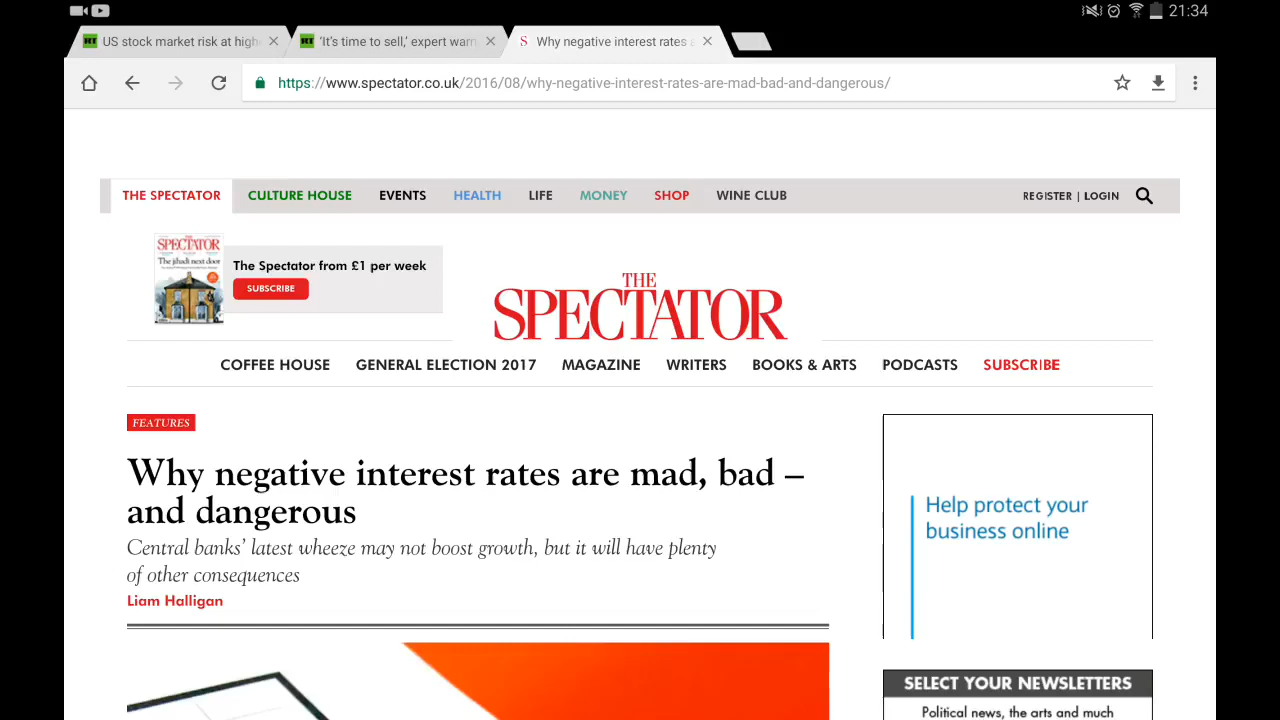 21:34
US stock market risk at highe
'It's time to sell,' expert warn
Why negative interest rates a
https://www.spectator.co.uk/2016/08/why-negative-interest-rates-are-mad-bad-and-dangerous/
THE SPECTATOR CULTURE HOUSE EVENTS HEALTH LIFE MONEY SHOP WINE CLUB REGISTER | LOGIN
SPECTATOR
The jihadi next door
The Spectator from £1 per week
SUBSCRIBE
THE
SPECTATOR
COFFEE HOUSE GENERAL ELECTION 2017 MAGAZINE WRITERS BOOKS & ARTS PODCASTS SUBSCRIBE
FEATURES
Why negative interest rates are mad, bad –
and dangerous
Central banks' latest wheeze may not boost growth, but it will have plenty
of other consequences
Liam Halligan
Help protect your
business online
SELECT YOUR NEWSLETTERS
Political news, the arts and much